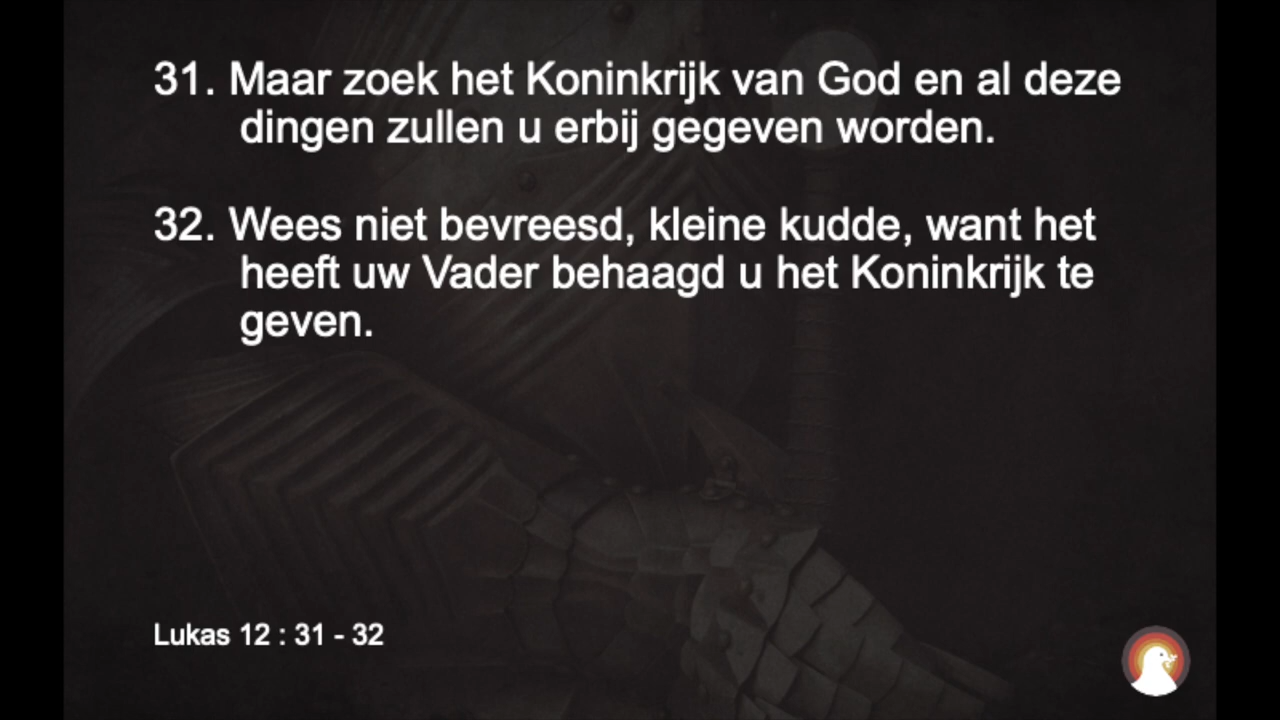 31. Maar zoek het Koninkrijk van God en al deze
dingen zullen u erbij gegeven worden.
32. Wees niet bevreesd, kleine kudde, want het
heeft uw Vader behaagd u het Koninkrijk te
geven.
Lukas 12 : 31 - 32